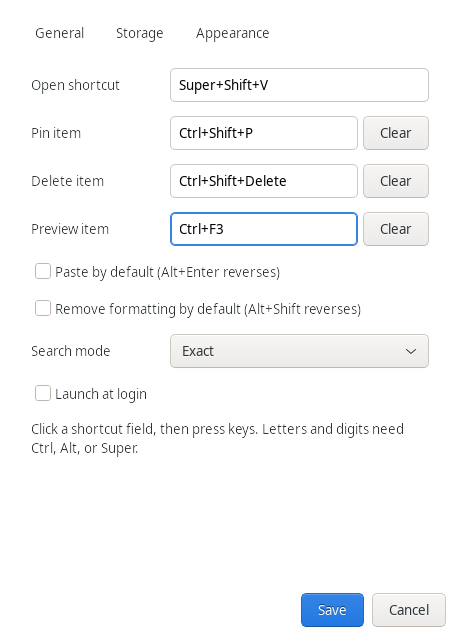 General Storage Appearance
Open shortcut Super+Shift+V
Pin item Ctrl+Shift+P Clear
Delete item Ctrl+Shift+Delete Clear
Preview item Ctrl+F3 Clear
Paste by default (Alt+Enter reverses)
Remove formatting by default (Alt+Shift reverses)
Search mode Exact
Launch at login
Click a shortcut field, then press keys. Letters and digits need
Ctrl, Alt, or Super.
Save Cancel